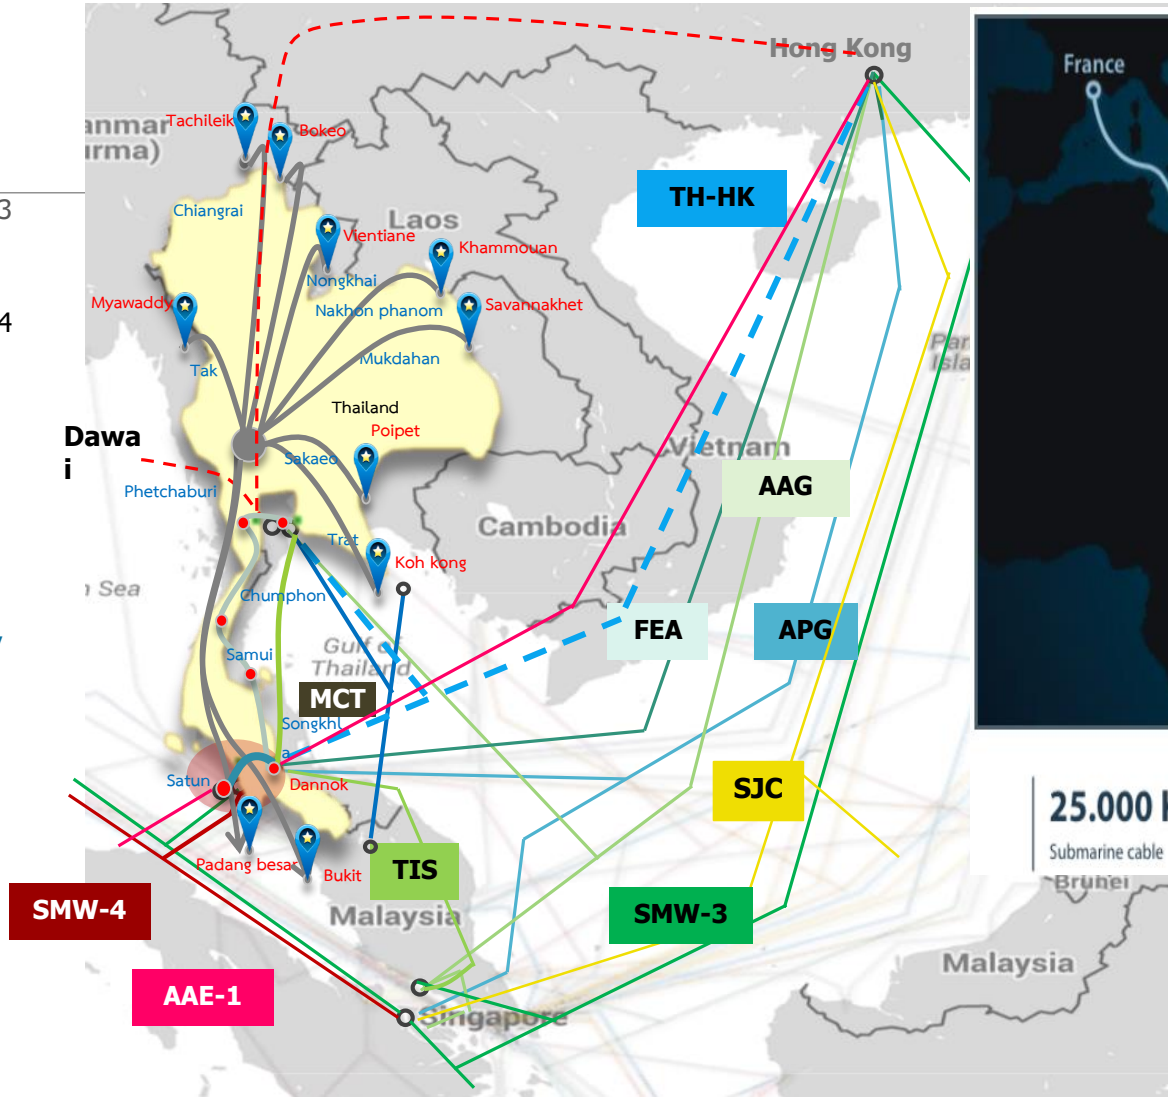 Hong Kong
France
Tachileik
anmar
Bokeo
urma)
TH-HK
3
Chiangrai
Laos
Vientiane
Khammouan
Nongkhai
Myawaddy
Nakhon phanom
Savannakhet
4
Mukdahan
Tak
Thailand
Dawa
i
Poipet
Vietnam
Sakaeo
AAG
Phetchaburi
Cambodia
Trat
Koh kong
Sea
Chumphon
FEA
APG
Gulf of
Thailand
Samui
MCT
Songkhl
a
Satun
Dannok
SJC
25.000
Submarine cable
Padang besar
Bukit
TIS
Brunei
SMW-4
SMW-3
Malaysia
Malaysia
AAE-1
Singapore